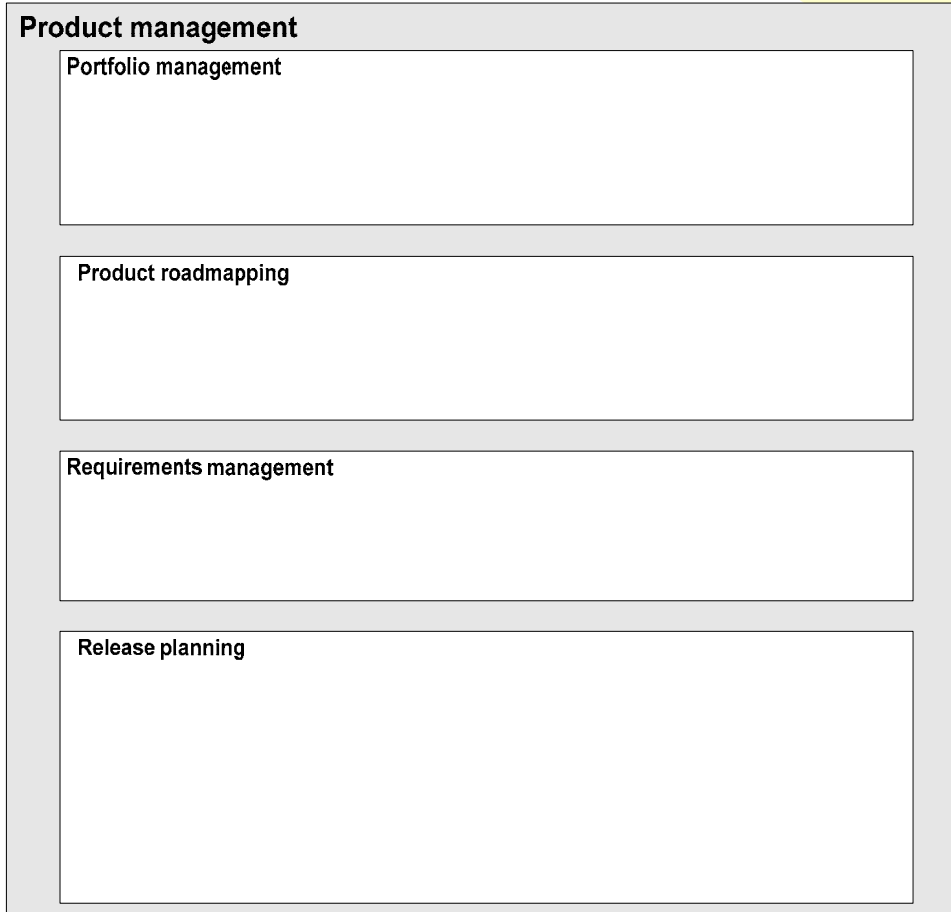 Product management
Portfolio management
Product roadmapping
Requirements management
Release planning